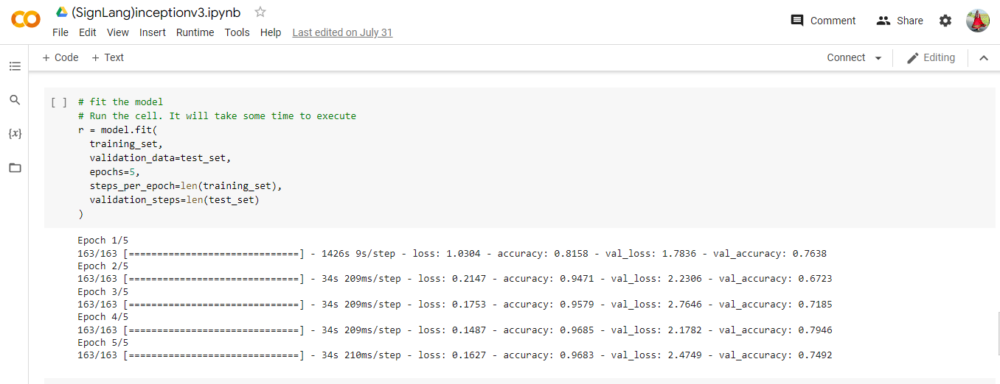 (SignLang)inceptionv3.ipynb
File Edit View Insert Runtime Tools Help Last edited on July 31
Comment Share
+ Code + Text
Connect Editing
{x}
[ ] # fit the model
# Run the cell. It will take some time to execute
r = model.fit(
training_set,
validation_data=test_set,
epochs=5,
steps_per_epoch=len(training_set),
validation_steps=len(test_set)
)
Epoch 1/5
163/163 [==============================] - 1426s 9s/step - loss: 1.0304 - accuracy: 0.8158 - val_loss: 1.7836 - val_accuracy: 0.7638
Epoch 2/5
163/163 [==============================] - 34s 209ms/step - loss: 0.2147 - accuracy: 0.9471 - val_loss: 2.2306 - val_accuracy: 0.6723
Epoch 3/5
163/163 [==============================] - 34s 209ms/step - loss: 0.1753 - accuracy: 0.9579 - val_loss: 2.7646 - val_accuracy: 0.7185
Epoch 4/5
163/163 [==============================] - 34s 209ms/step - loss: 0.1487 - accuracy: 0.9685 - val_loss: 2.1782 - val_accuracy: 0.7946
Epoch 5/5
163/163 [==============================] - 34s 210ms/step - loss: 0.1627 - accuracy: 0.9683 - val_loss: 2.4749 - val_accuracy: 0.7492